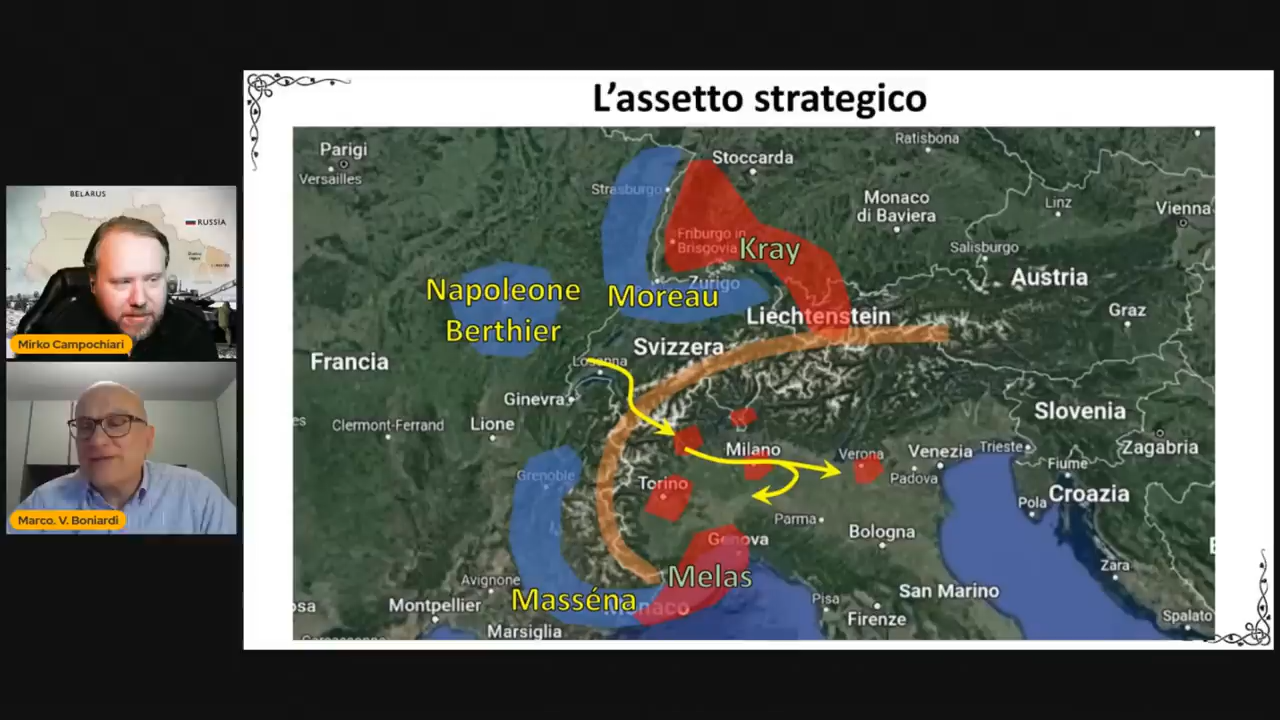 L'assetto strategico
BELARUS
RUSSIA
Mirko Campochiari
Marco. V. Boniardi
Parigi
Versailles
Stoccarda
Ratisbona
Strasburgo
Monaco
di Baviera
Linz
Vienna
Friburgo in
Brisgovia
Kray
Salisburgo
Napoleone
Berthier
Moreau
Zurigo
Austria
Graz
Liechtenstein
Francia
Svizzera
Losanna
Ginevra
Slovenia
Clermont-Ferrand
Lione
Milano
Verona
Venezia
Trieste
Zagabria
Grenoble
Torino
Padova
Fiume
Croazia
Pola
Parma
Genova
Bologna
Avignone
Melas
Zara
Montpellier
Masséna
Monaco
Pisa
San Marino
Spalato
Marsiglia
Firenze